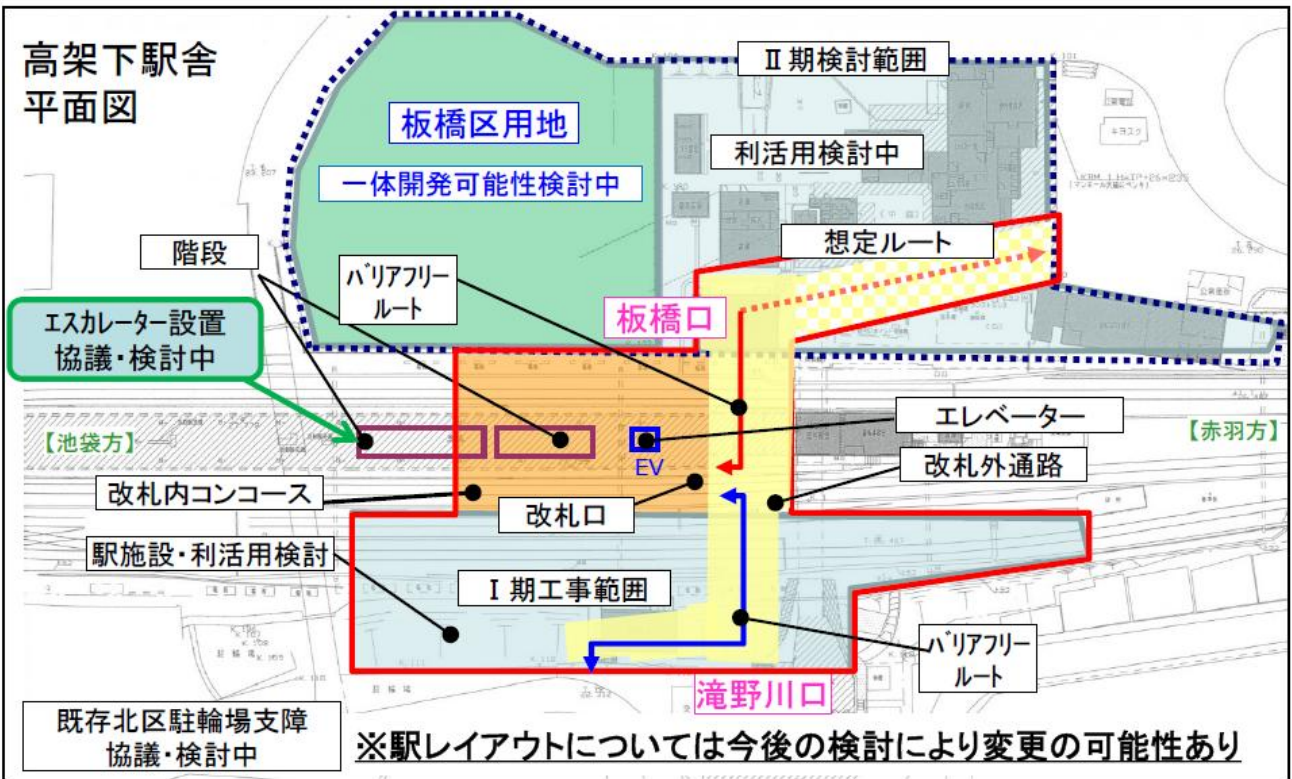 高架下駅舎
平面図
Ⅱ期検討範囲
板橋区用地
一体開発可能性検討中
利活用検討中
階段
バリアフリー
ルート
想定ルート
板橋口
エスカレーター設置
協議・検討中
【池袋方】
エレベーター
【赤羽方】
EV
改札外通路
改札内コンコース
改札口
駅施設・利活用検討
Ⅰ期工事範囲
バリアフリー
ルート
滝野川口
既存北区駐輪場支障
協議・検討中
※駅レイアウトについては今後の検討により変更の可能性あり